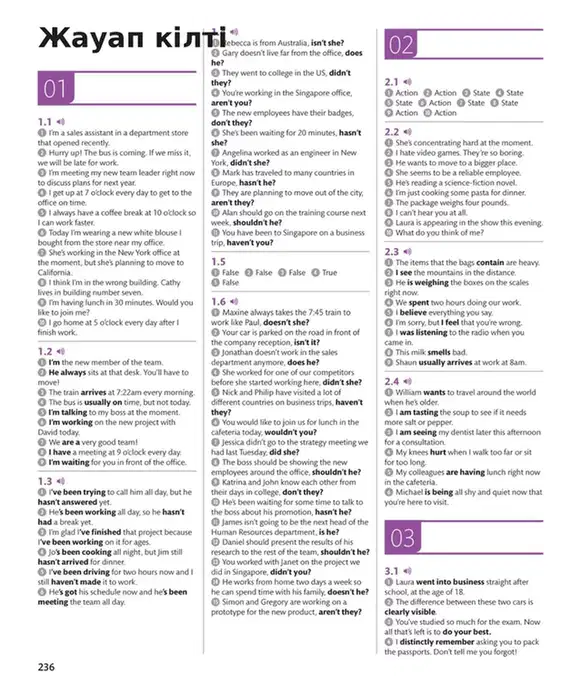 Жауап кілті
01
1.1
1 I'm a sales assistant in a department store
that opened recently.
2 Hurry up! The bus is coming. If we miss it,
we will be late for work.
3 I'm meeting my new team leader right now
to discuss plans for next year.
4 I get up at 7 o'clock every day to get to the
office on time.
5 I always have a coffee break at 10 o'clock so
I can work faster.
6 Today I'm wearing a new white blouse I
bought from the store near my office.
7 She's working in the New York office at
the moment, but she's planning to move to
California.
8 I think I'm in the wrong building. Cathy
lives in building number seven.
9 I'm having lunch in 30 minutes. Would you
like to join me?
10 I go home at 5 o'clock every day after I
finish work.
1.2
1 I'm the new member of the team.
2 He always sits at that desk. You'll have to
move!
3 The train arrives at 7:22am every morning.
4 The bus is usually on time, but not today.
5 I'm talking to my boss at the moment.
6 I'm working on the new project with
David today.
7 We are a very good team!
8 I have a meeting at 9 o'clock every day.
9 I'm waiting for you in front of the office.
1.3
1 I've been trying to call him all day, but he
hasn't answered yet.
2 He's been working all day, so he hasn't
had a break yet.
3 I'm glad I've finished that project because
I've been working on it for ages.
4 Jo's been cooking all night, but Jim still
hasn't arrived for dinner.
5 I've been driving for two hours now and I
still haven't made it to work.
6 He's got his schedule now and he's been
meeting the team all day.
1 Rebecca is from Australia, isn't she?
2 Gary doesn't live far from the office, does
he?
3 They went to college in the US, didn't
they?
4 You're working in the Singapore office,
aren't you?
5 The new employees have their badges,
don't they?
6 She's been waiting for 20 minutes, hasn't
she?
7 Angelina worked as an engineer in New
York, didn't she?
8 Mark has traveled to many countries in
Europe, hasn't he?
9 They are planning to move out of the city,
aren't they?
10 Alan should go on the training course next
week, shouldn't he?
11 You have been to Singapore on a business
trip, haven't you?
1.5
1 False 2 False 3 False 4 True
5 False
1.6
1 Maxine always takes the 7:45 train to
work like Paul, doesn't she?
2 Your car is parked on the road in front of
the company reception, isn't it?
3 Jonathan doesn't work in the sales
department anymore, does he?
4 She worked for one of our competitors
before she started working here, didn't she?
5 Nick and Philip have visited a lot of
different countries on business trips, haven't
they?
6 You would like to join us for lunch in the
cafeteria today, wouldn't you?
7 Jessica didn't go to the strategy meeting we
had last Tuesday, did she?
8 The boss should be showing the new
employees around the office, shouldn't he?
9 Katrina and John know each other from
their days in college, don't they?
10 He's been waiting for some time to talk to
the boss about his promotion, hasn't he?
11 James isn't going to be the next head of the
Human Resources department, is he?
12 Daniel should present the results of his
research to the rest of the team, shouldn't he?
13 You worked with Janet on the project we
did in Singapore, didn't you?
14 He works from home two days a week so
he can spend time with his family, doesn't he?
15 Simon and Gregory are working on a
prototype for the new product, aren't they?
02
2.1
1 Action 2 Action 3 State 4 State
5 State 6 Action 7 State 8 State
9 Action 10 Action
2.2
1 She's concentrating hard at the moment.
2 I hate video games. They're so boring.
3 He wants to move to a bigger place.
4 She seems to be a reliable employee.
5 He's reading a science-fiction novel.
6 I'm just cooking some pasta for dinner.
7 The package weighs four pounds.
8 I can't hear you at all.
9 Laura is appearing in the show this evening.
10 What do you think of me?
2.3
1 The items that the bags contain are heavy.
2 I see the mountains in the distance.
3 He is weighing the boxes on the scales
right now.
4 We spent two hours doing our work.
5 I believe everything you say.
6 I'm sorry, but I feel that you're wrong.
7 I was listening to the radio when you
came in.
8 This milk smells bad.
9 Shaun usually arrives at work at 8am.
2.4
1 William wants to travel around the world
when he's older.
2 I am tasting the soup to see if it needs
more salt or pepper.
3 I am seeing my dentist later this afternoon
for a consultation.
4 My knees hurt when I walk too far or sit
for too long.
5 My colleagues are having lunch right now
in the cafeteria.
6 Michael is being all shy and quiet now that
you're here to visit.
03
3.1
1 Laura went into business straight after
school, at the age of 18.
2 The difference between these two cars is
clearly visible.
3 You've studied so much for the exam. Now
all that's left is to do your best.
4 I distinctly remember asking you to pack
the passports. Don't tell me you forgot!
236